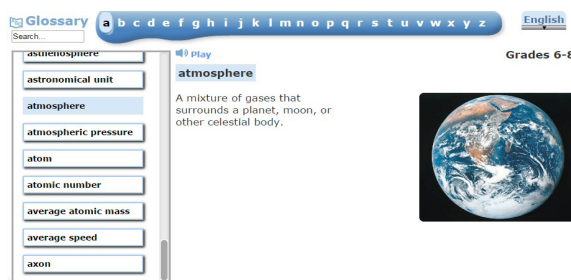 Glossary
a b c d e f g h i j k l m n o p q r s t u v w x y z
English
Search...
asthenosphere
astronomical unit
atmosphere
atmospheric pressure
atom
atomic number
average atomic mass
average speed
axon
Play
Grades 6-8
atmosphere
A mixture of gases that
surrounds a planet, moon, or
other celestial body.